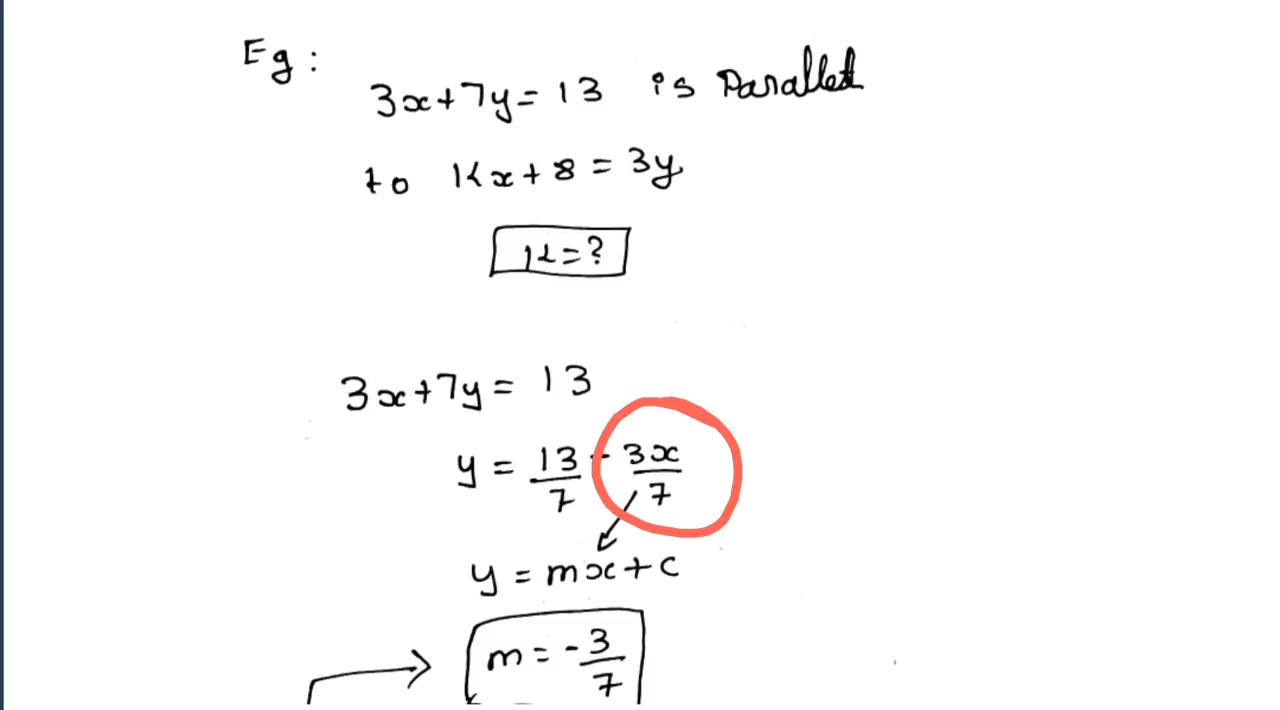 Eg:
3x+7y=13 is Parallel
to Kx+8=3y
K=?
3x+7y=13
y = 13/7 - 3x/7
y = mx+c
m = -3/7